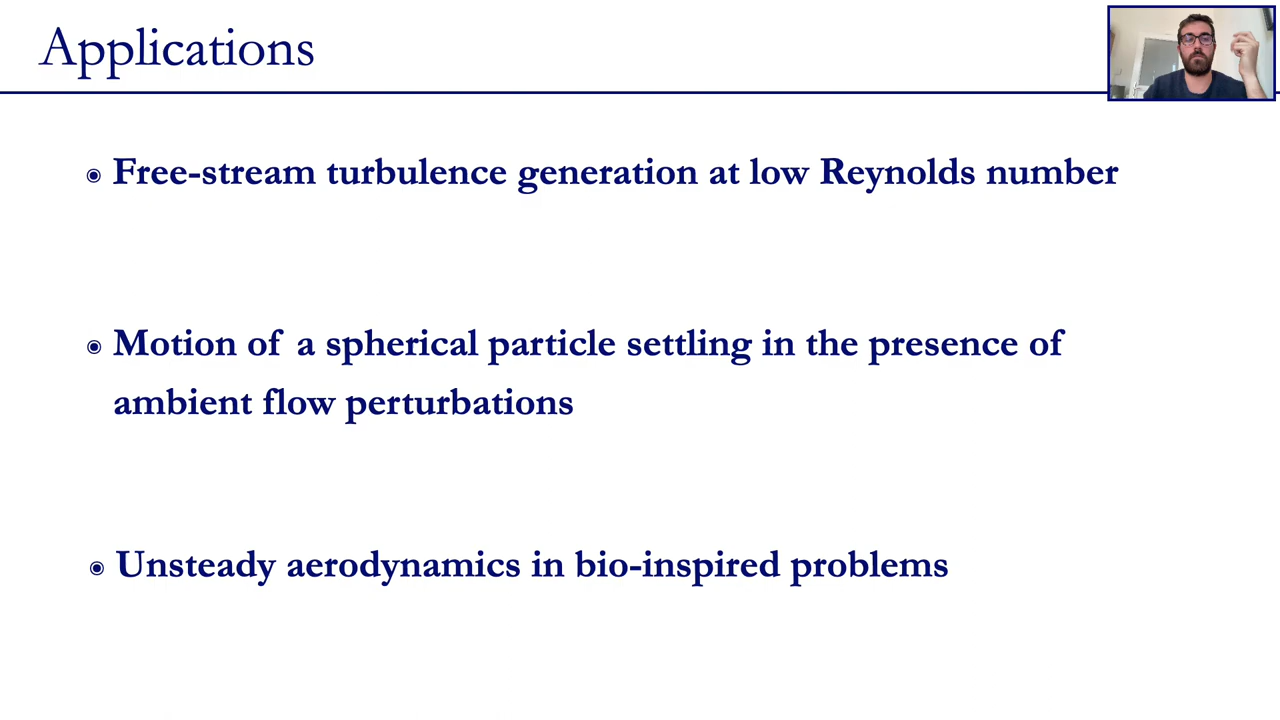 Applications
Free-stream turbulence generation at low Reynolds number
Motion of a spherical particle settling in the presence of
ambient flow perturbations
Unsteady aerodynamics in bio-inspired problems